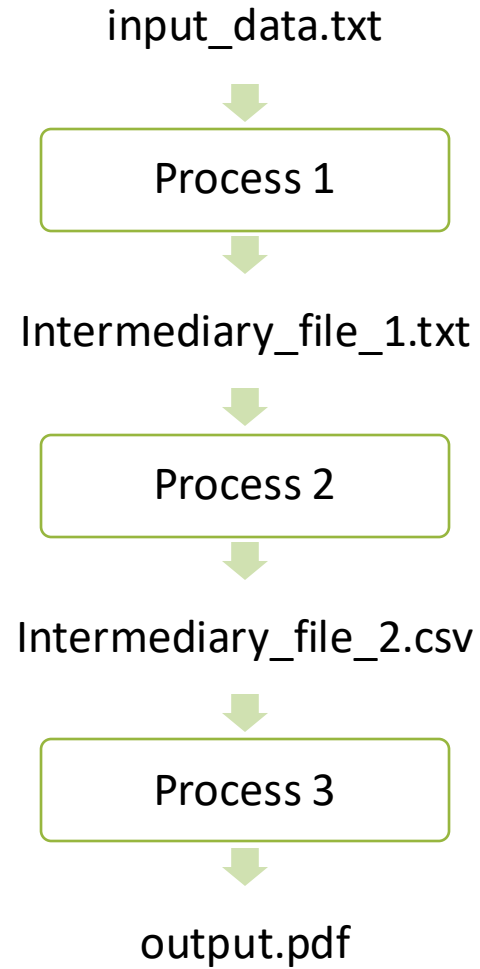 input_data.txt
Process 1
Intermediary_file_1.txt
Process 2
Intermediary_file_2.csv
Process 3
output.pdf